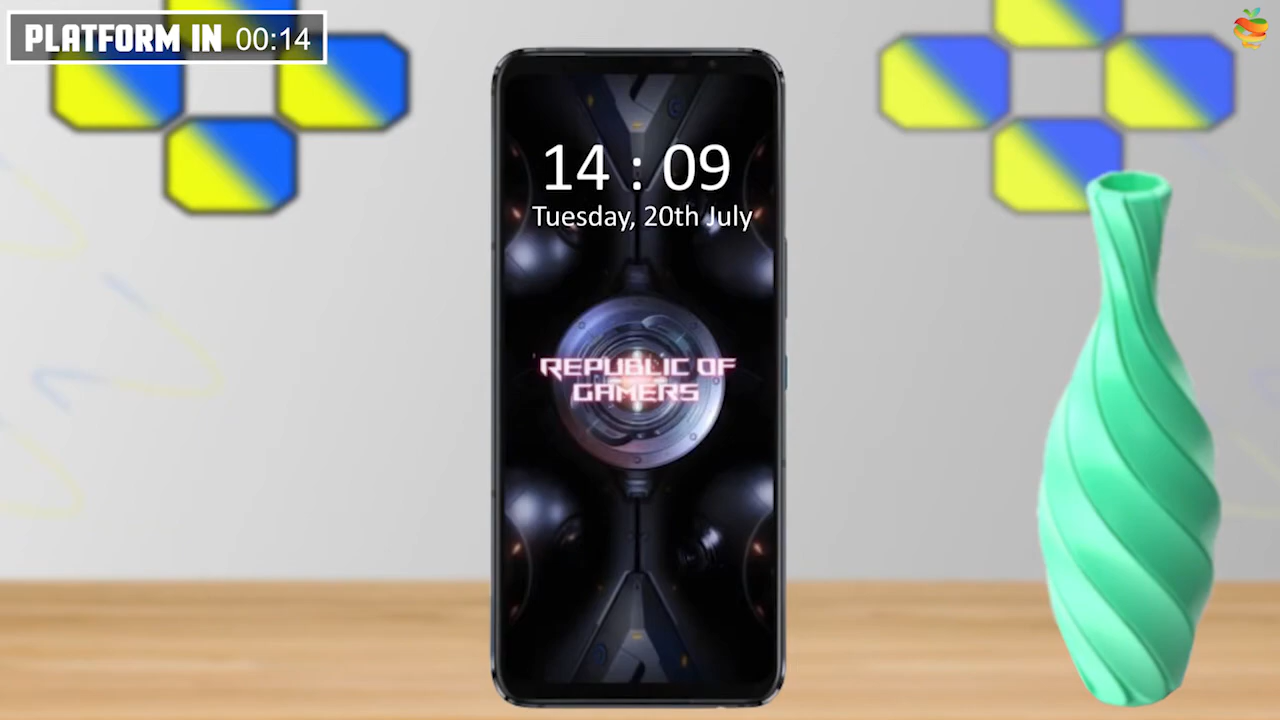 PLATFORM IN 00:14
14 : 09
Tuesday, 20th July
REPUBLIC OF
GAMERS